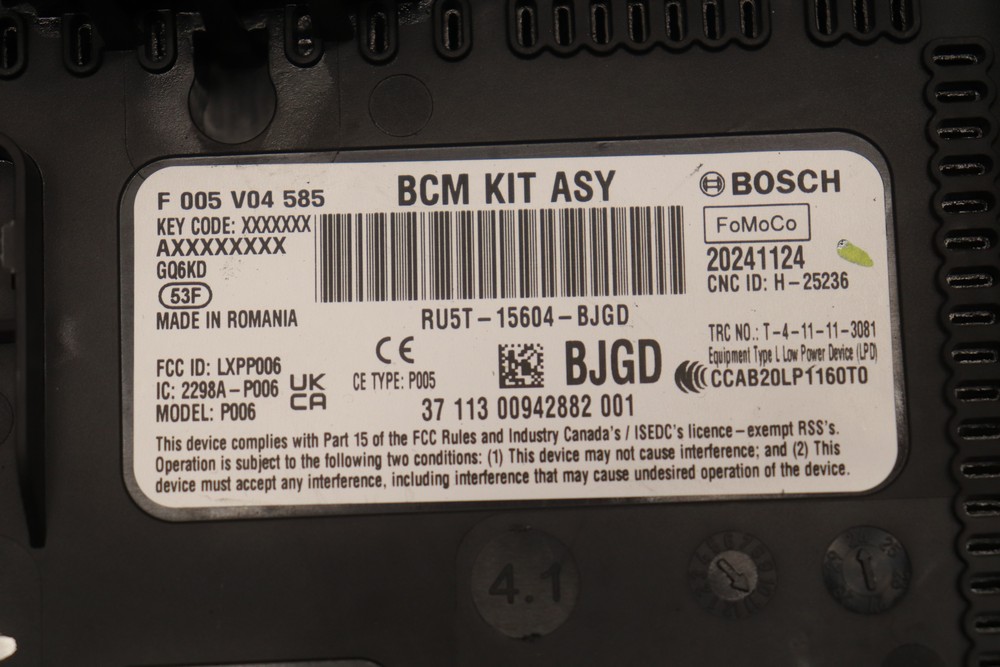 F 005 V04 585
BCM KIT ASY
BOSCH
KEY CODE: XXXXXXX
AXXXXXXXXX
GQ6KD
53F
MADE IN ROMANIA
FoMoCo
20241124
CNC ID: H-25236
RU5T-15604-BJGD
TRC NO.: T-4-11-11-3081
Equipment Type L Low Power Device (LPD)
CCAB20LP1160T0
FCC ID: LXPP006
IC: 2298A-P006
MODEL: P006
UK
CA
CE
CE TYPE: P005
BJGD
37 113 00942882 001
This device complies with Part 15 of the FCC Rules and Industry Canada's / ISEDC's licence-exempt RSS's.
Operation is subject to the following two conditions: (1) This device may not cause interference; and (2) This
device must accept any interference, including interference that may cause undesired operation of the device.
4.1